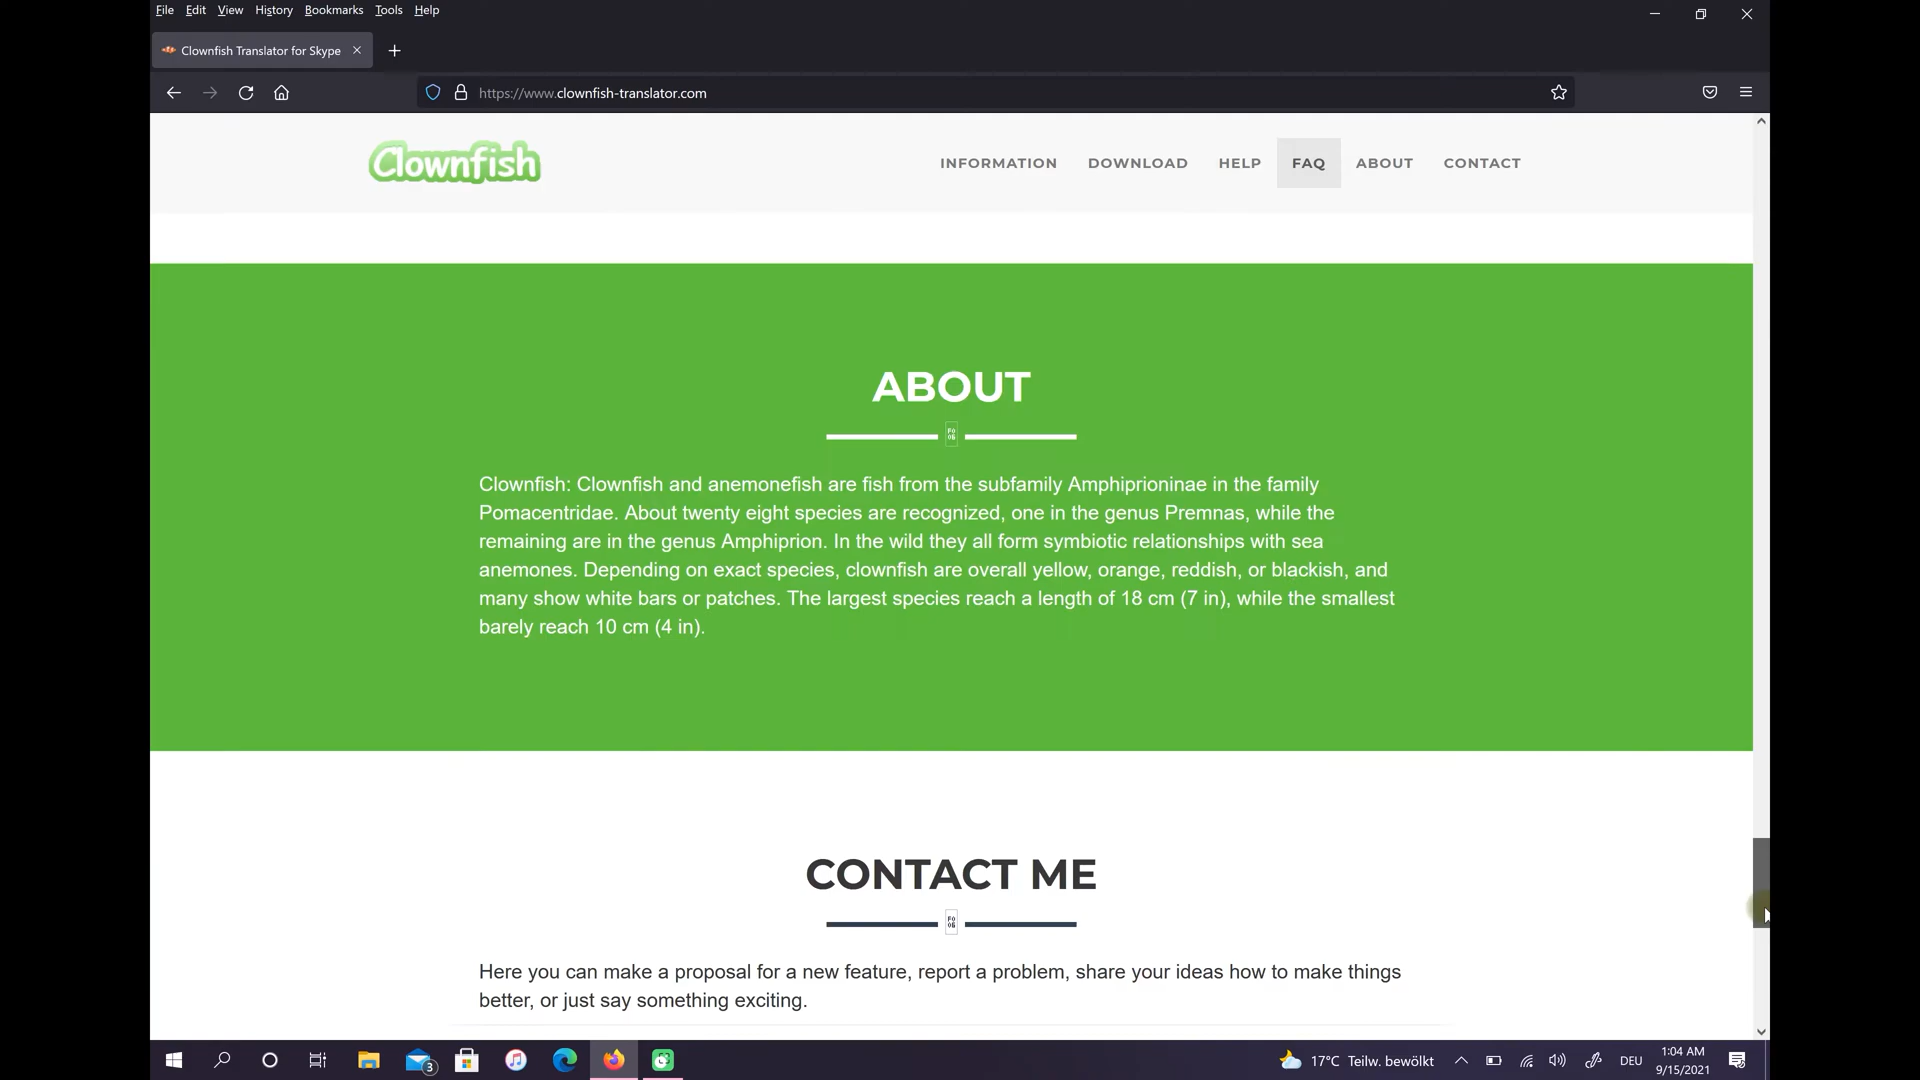 File Edit View History Bookmarks Tools Help
Clownfish Translator for Skype
https://www.clownfish-translator.com
Clownfish
INFORMATION DOWNLOAD HELP FAQ ABOUT CONTACT
ABOUT
Clownfish: Clownfish and anemonefish are fish from the subfamily Amphiprioninae in the family
Pomacentridae. About twenty eight species are recognized, one in the genus Premnas, while the
remaining are in the genus Amphiprion. In the wild they all form symbiotic relationships with sea
anemones. Depending on exact species, clownfish are overall yellow, orange, reddish, or blackish, and
many show white bars or patches. The largest species reach a length of 18 cm (7 in), while the smallest
barely reach 10 cm (4 in).
CONTACT ME
Here you can make a proposal for a new feature, report a problem, share your ideas how to make things
better, or just say something exciting.
3
17°C Teilw. bewölkt
DEU
1:04 AM
9/15/2021